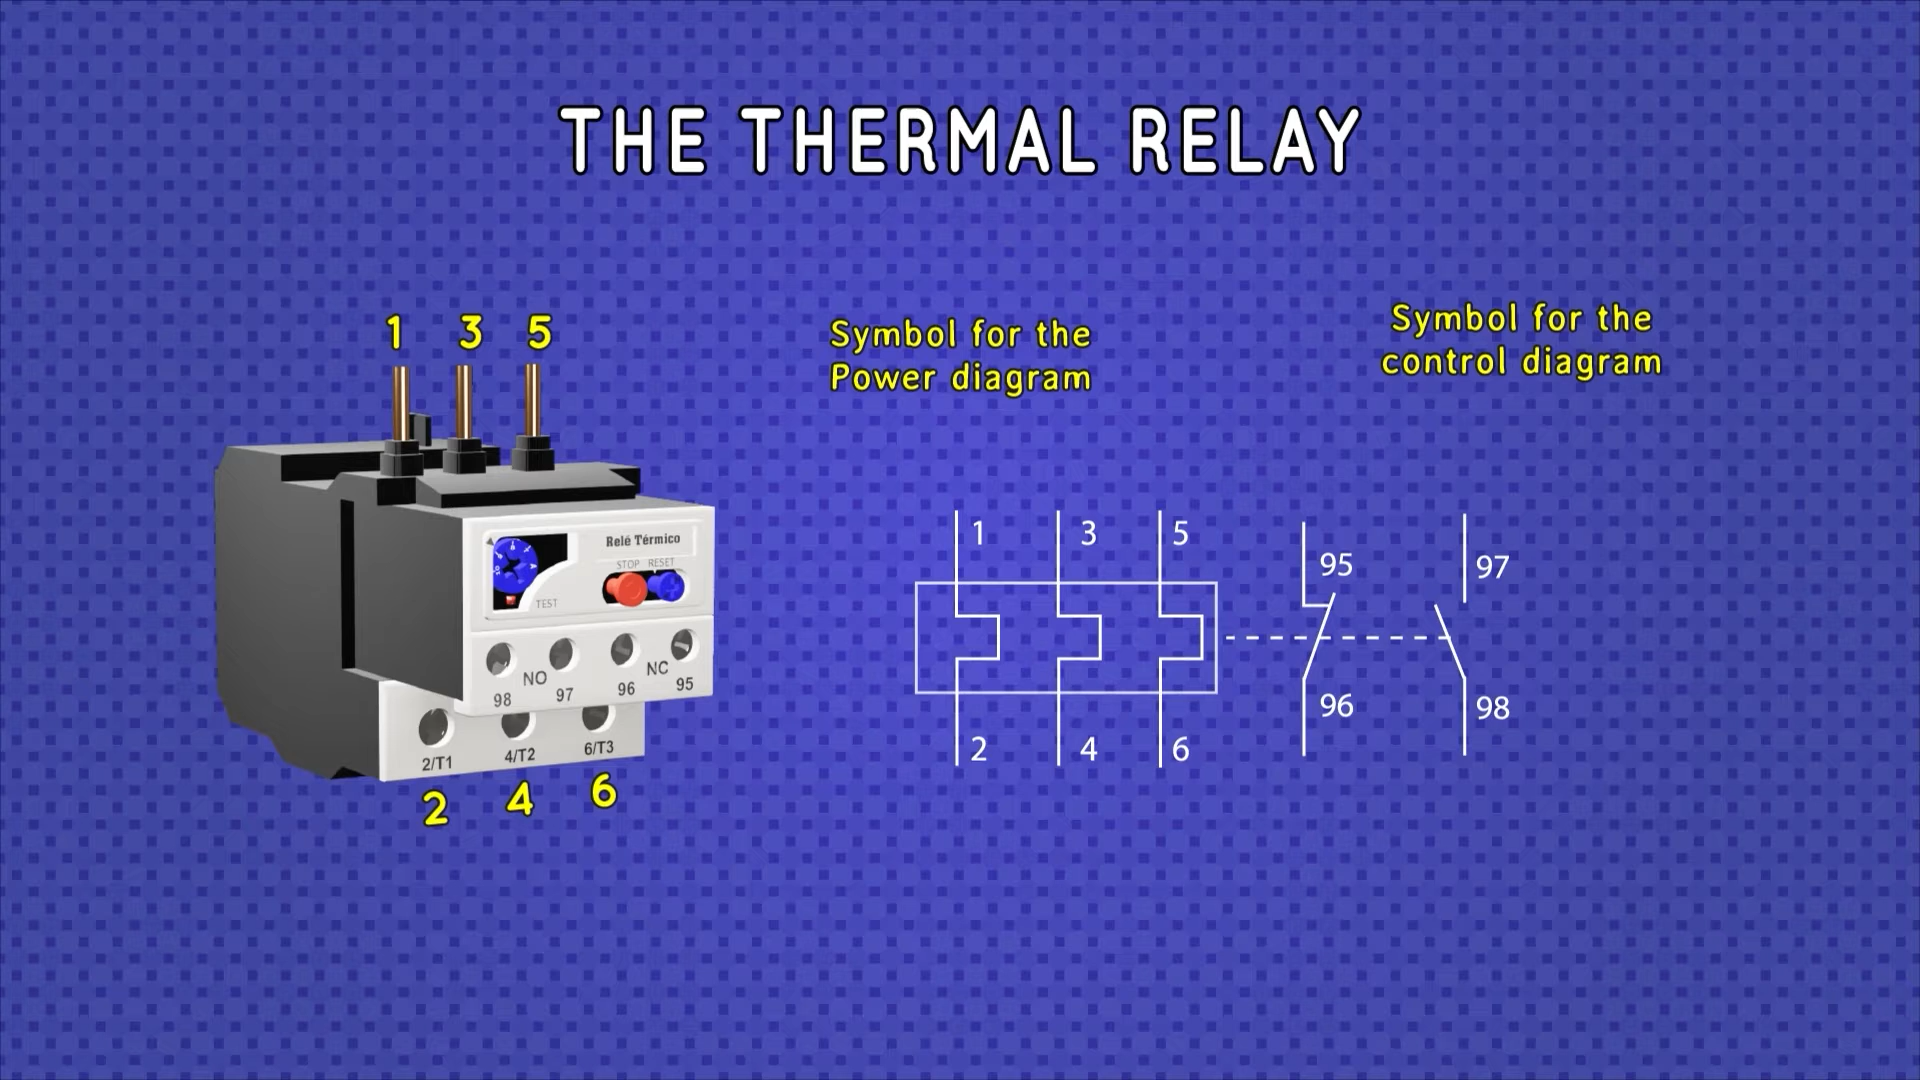 THE THERMAL RELAY
1 3 5
Symbol for the
Power diagram
Symbol for the
control diagram
Relé Térmico
STOP RESET
TEST
NO
NC
98
97
96
95
2/T1
4/T2
6/T3
2 4 6
1 3 5
2 4 6
95
97
96
98